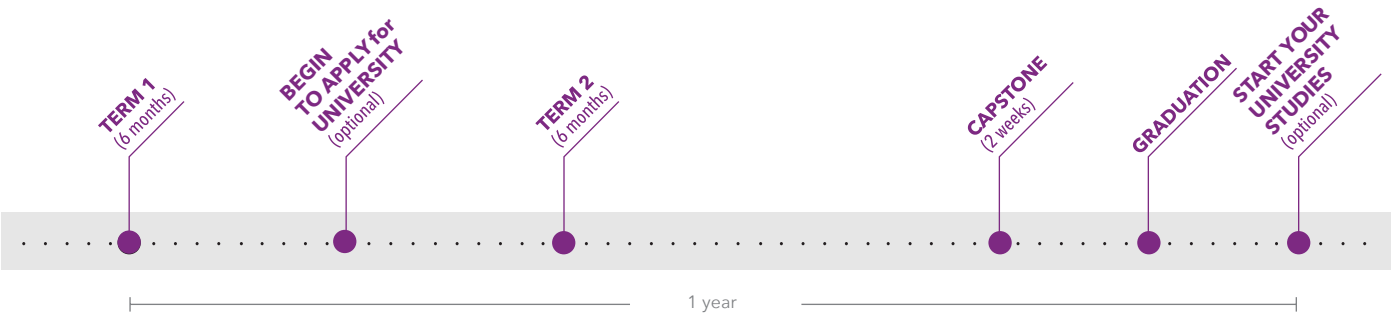 TERM 1
(6 months)
BEGIN
TO APPLY for
UNIVERSITY
(optional)
TERM 2
(6 months)
CAPSTONE
(2 weeks)
GRADUATION
START YOUR
UNIVERSITY
STUDIES
(optional)
1 year